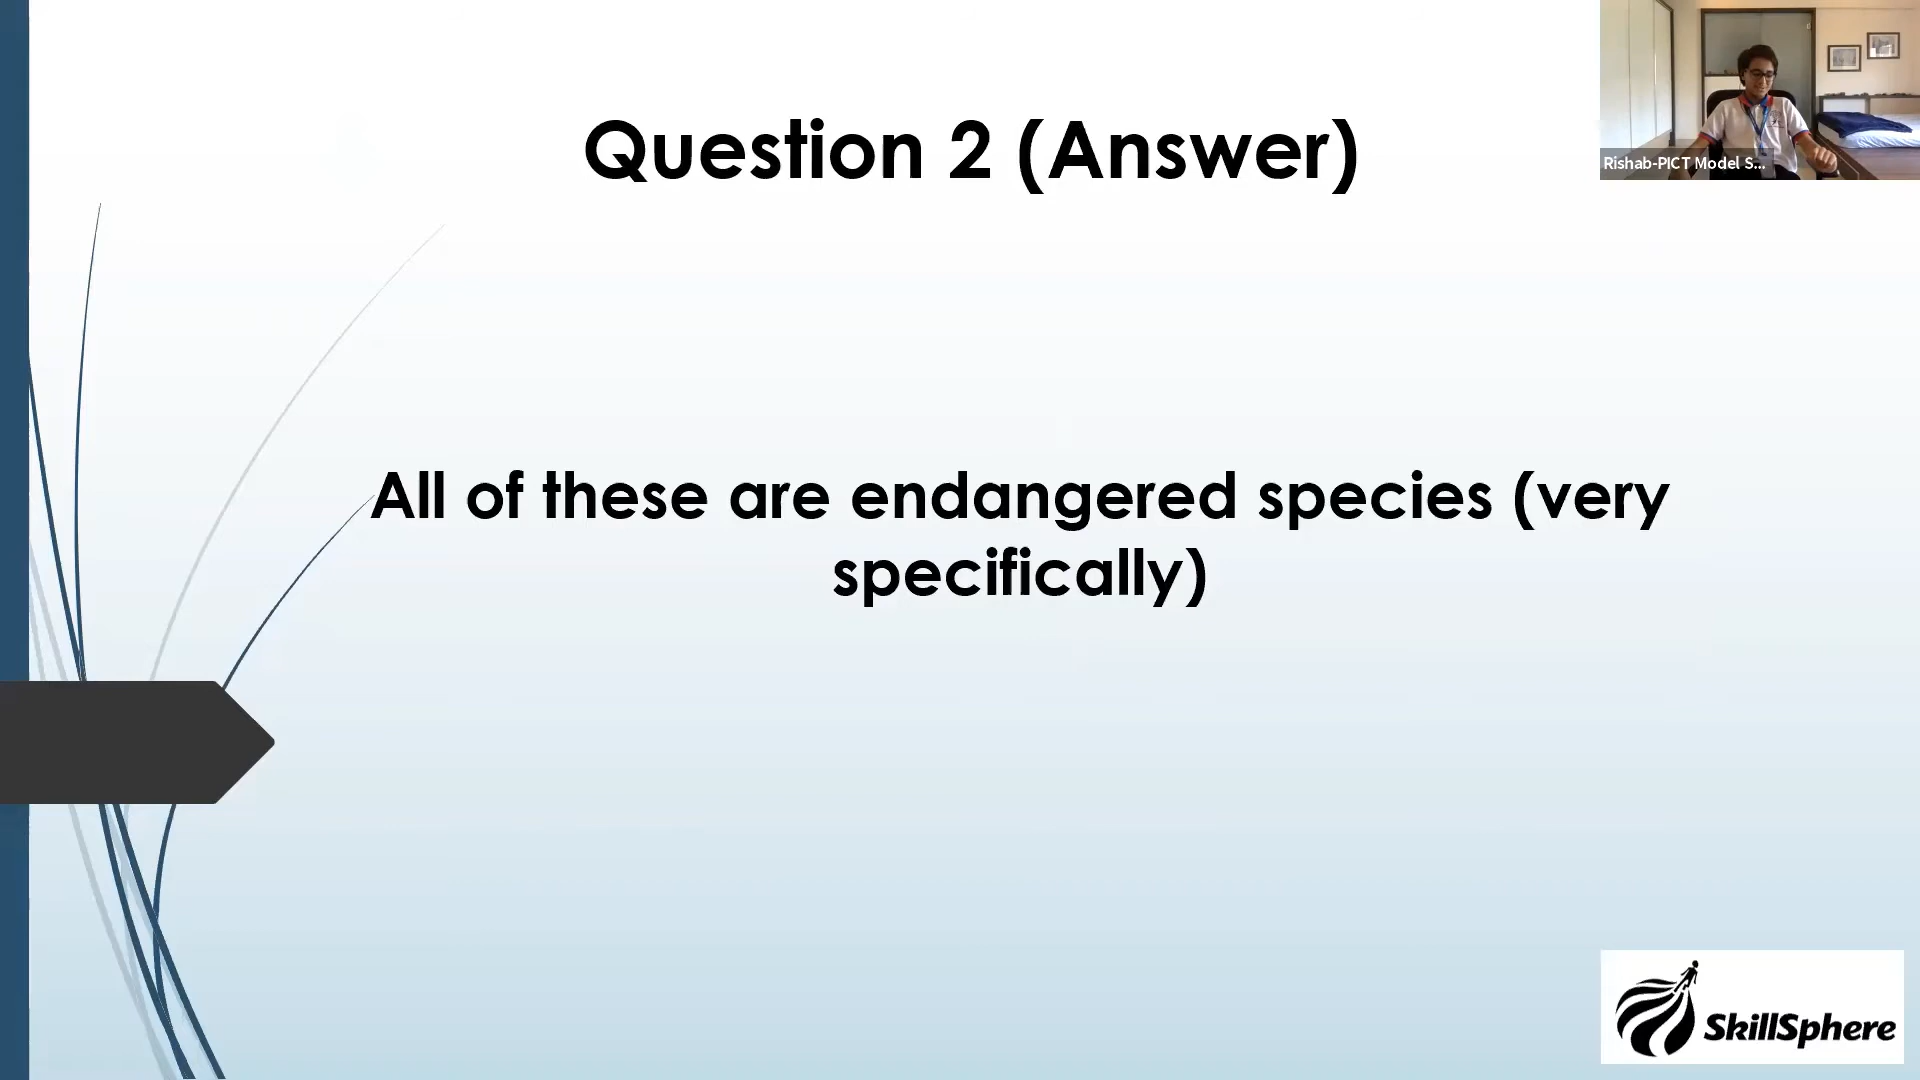 Question 2 (Answer)
Rishab-PICT Model S...
All of these are endangered species (very
specifically)
SkillSphere